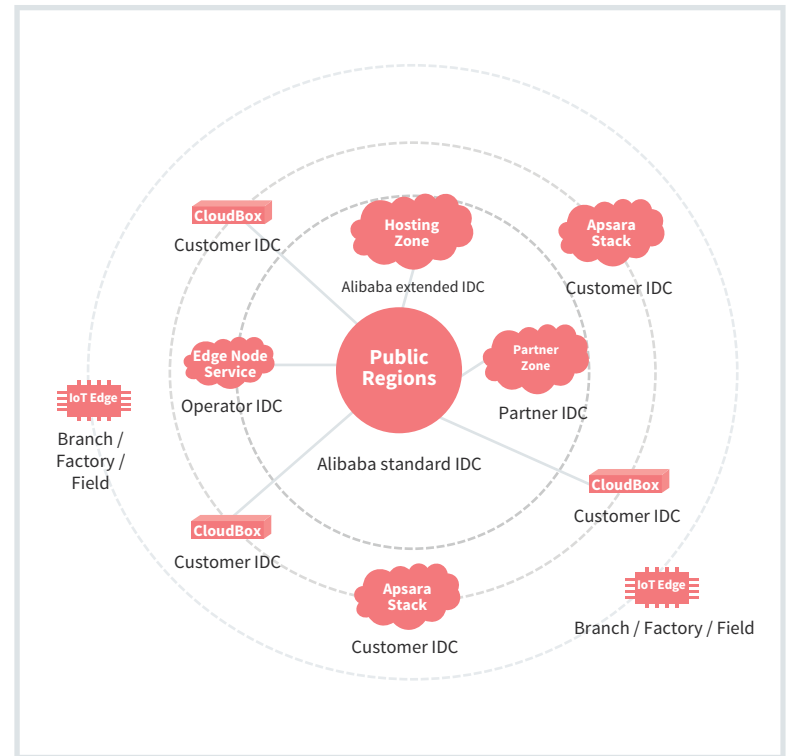 CloudBox
Customer IDC
Hosting
Zone
Alibaba extended IDC
Apsara
Stack
Customer IDC
Edge Node
Service
Operator IDC
Public
Regions
Alibaba standard IDC
Partner
Zone
Partner IDC
IoT Edge
Branch /
Factory /
Field
CloudBox
Customer IDC
CloudBox
Customer IDC
Apsara
Stack
Customer IDC
IoT Edge
Branch / Factory / Field